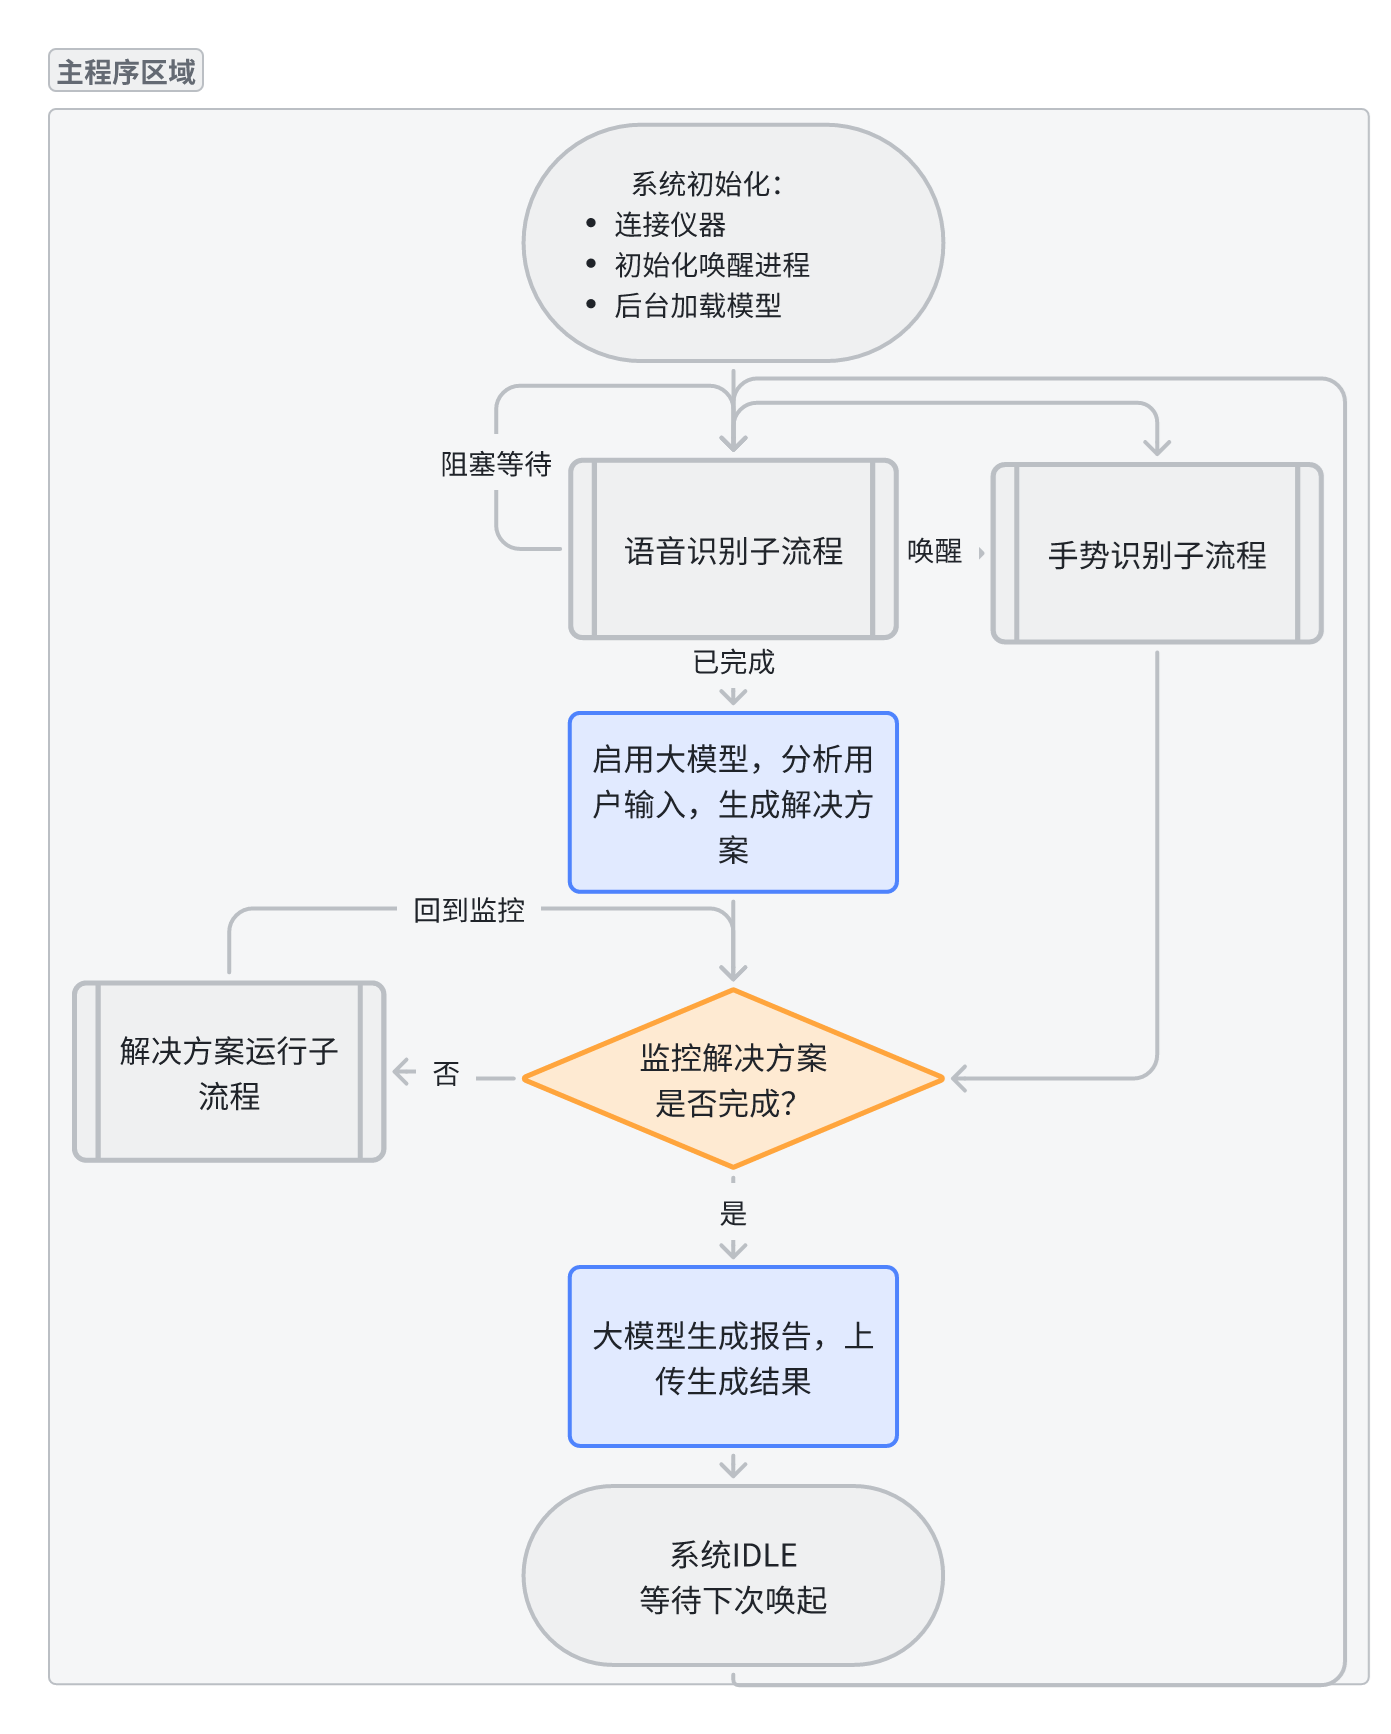 主程序区域
系统初始化：
• 连接仪器
• 初始化唤醒进程
• 后台加载模型
阻塞等待
语音识别子流程
唤醒
手势识别子流程
已完成
启用大模型，分析用
户输入，生成解决方
案
回到监控
解决方案运行子
流程
否
监控解决方案
是否完成？
是
大模型生成报告，上
传生成结果
系统IDLE
等待下次唤起